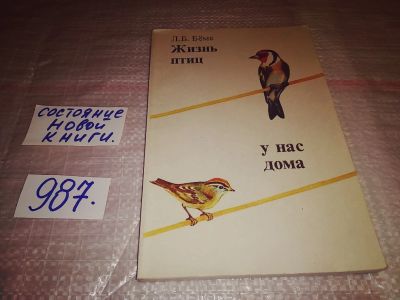 Л.Б. Бёме
Жизнь
птиц
у нас
дома
состояние
новой
книги.
987.